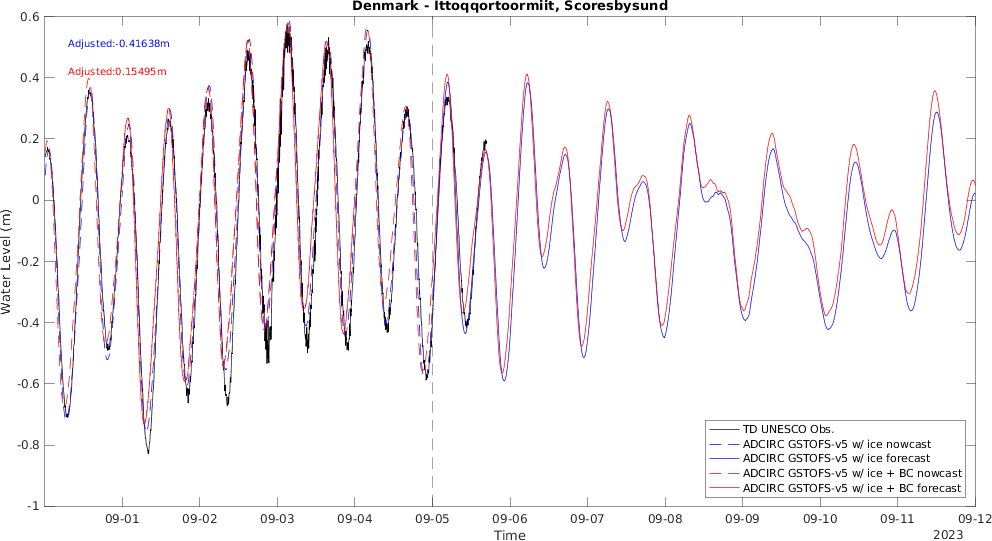 Denmark - Ittoqqortoormiit, Scoresbysund
0.6
Adjusted:-0.41638m
Adjusted:0.15495m
0.4
0.2
0
-0.2
-0.4
-0.6
-0.8
-1
Water Level (m)
TD UNESCO Obs.
ADCIRC GSTOFS-v5 w/ ice nowcast
ADCIRC GSTOFS-v5 w/ ice forecast
ADCIRC GSTOFS-v5 w/ ice + BC nowcast
ADCIRC GSTOFS-v5 w/ ice + BC forecast
09-01 09-02 09-03 09-04 09-05 09-06 09-07 09-08 09-09 09-10 09-11 09-12
Time
2023